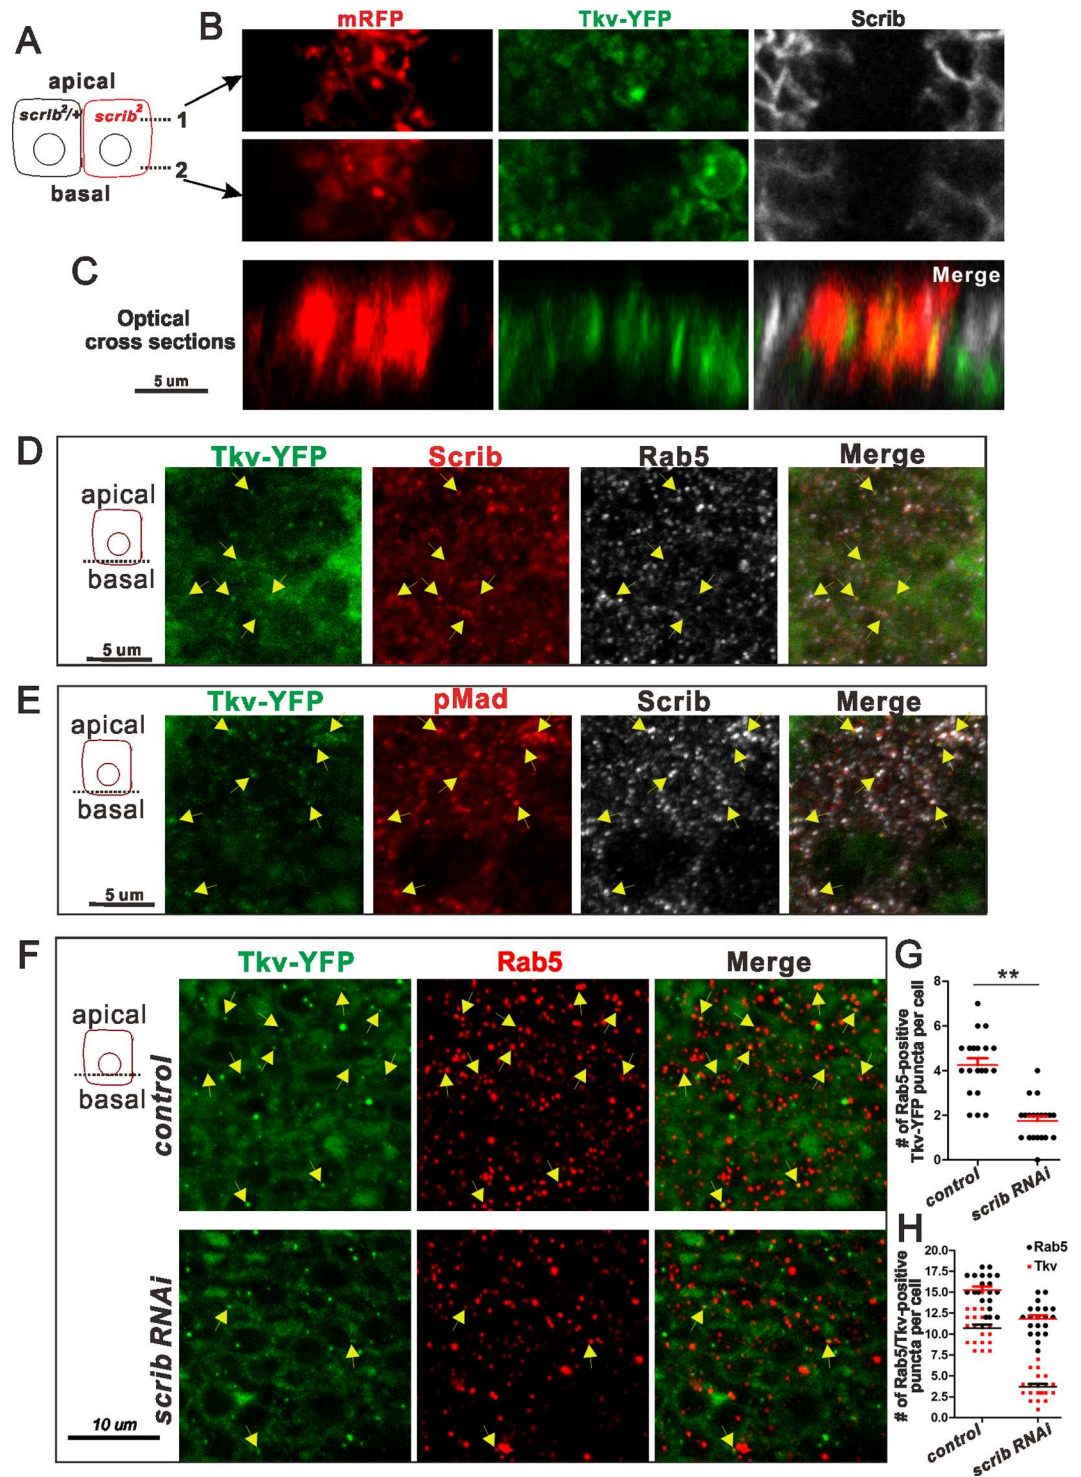 A
apical
scrib²/+
scrib²
1
2
basal
B
mRFP
Tkv-YFP
Scrib
C
Optical
cross sections
5 um
Merge
D
Tkv-YFP
Scrib
Rab5
Merge
apical
basal
5 um
E
Tkv-YFP
pMad
Scrib
Merge
apical
basal
5 um
F
Tkv-YFP
Rab5
Merge
apical
basal
control
scrib RNAi
10 um
G
# of Rab5-positive
Tkv-YFP puncta per cell
**
8
6
4
2
0
control
scrib RNAi
H
# of Rab5/Tkv-positive
puncta per cell
Rab5
Tkv
20.0
17.5
15.0
12.5
10.0
7.5
5.0
2.5
0.0
control
scrib RNAi